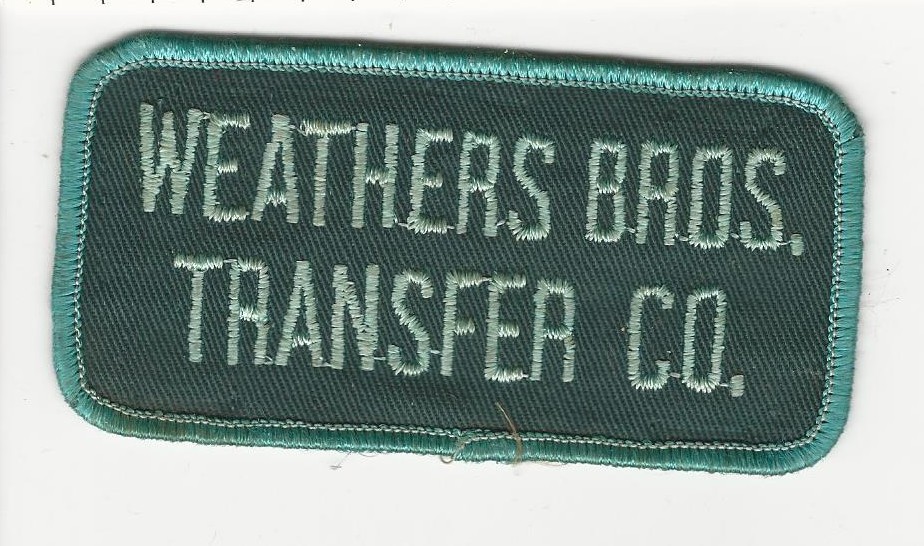 WEATHERS BROS.
TRANSFER CO.